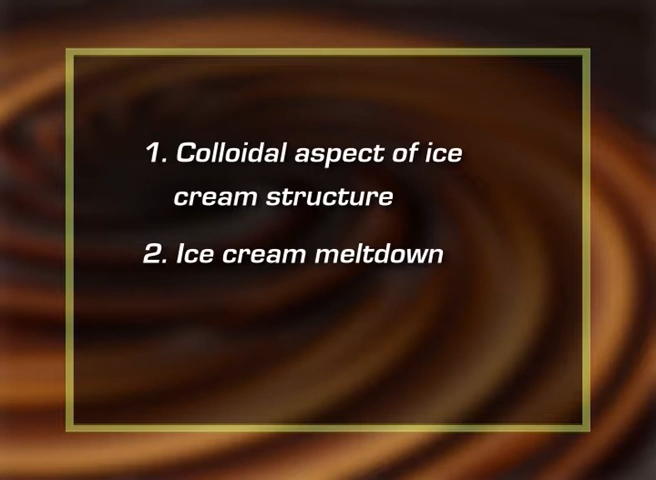 1. Colloidal aspect of ice
cream structure
2. Ice cream meltdown